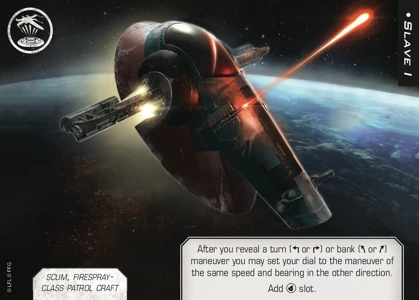 • SLAVE I
After you reveal a turn (↰ or ↱) or bank (↖ or ↗)
maneuver you may set your dial to the maneuver of
the same speed and bearing in the other direction.
Add slot.
SCUM, FIRESPRAY-
CLASS PATROL CRAFT
© LFL © FFG